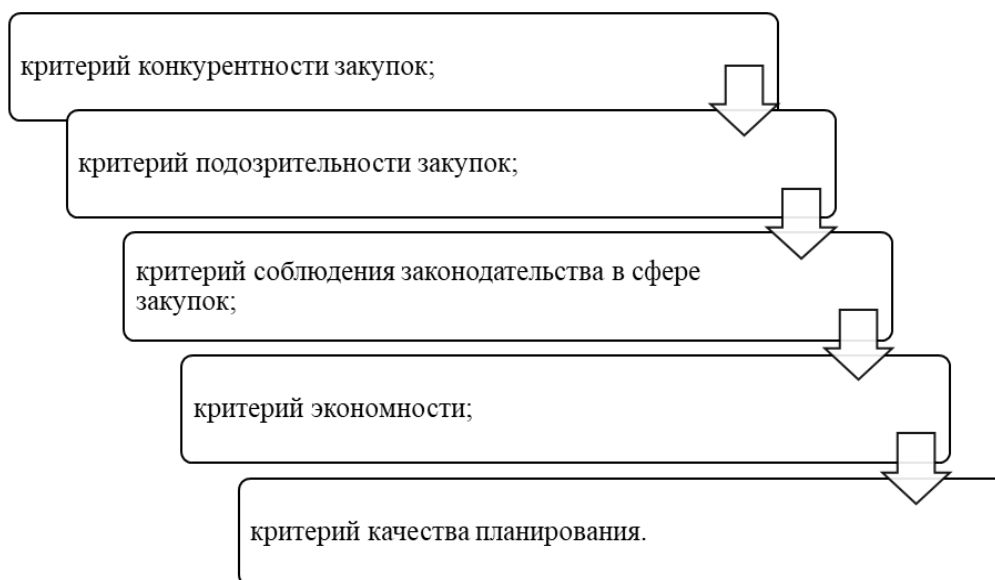 критерий конкурентности закупок;
критерий подозрительности закупок;
критерий соблюдения законодательства в сфере
закупок;
критерий экономности;
критерий качества планирования.